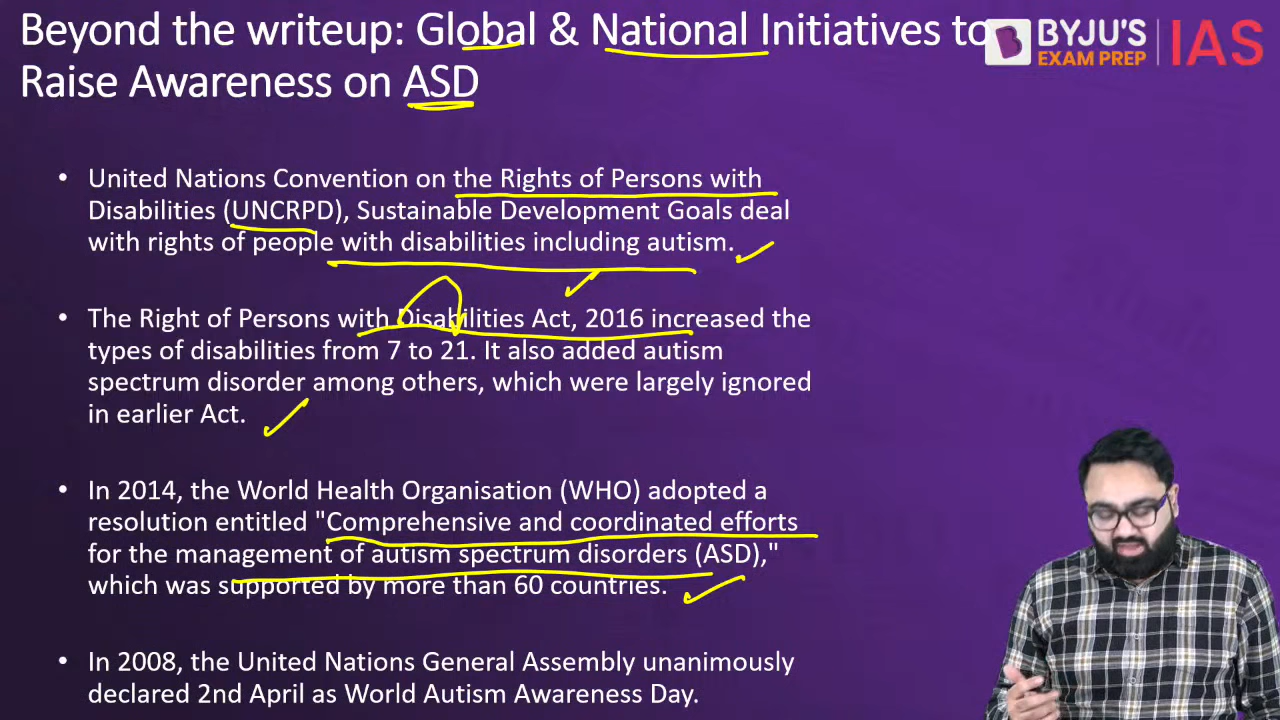 Beyond the writeup: Global & National Initiatives to
Raise Awareness on ASD
BYJU'S
EXAM PREP
IAS
• United Nations Convention on the Rights of Persons with
Disabilities (UNCRPD), Sustainable Development Goals deal
with rights of people with disabilities including autism.
• The Right of Persons with Disabilities Act, 2016 increased the
types of disabilities from 7 to 21. It also added autism
spectrum disorder among others, which were largely ignored
in earlier Act.
• In 2014, the World Health Organisation (WHO) adopted a
resolution entitled "Comprehensive and coordinated efforts
for the management of autism spectrum disorders (ASD),"
which was supported by more than 60 countries.
• In 2008, the United Nations General Assembly unanimously
declared 2nd April as World Autism Awareness Day.